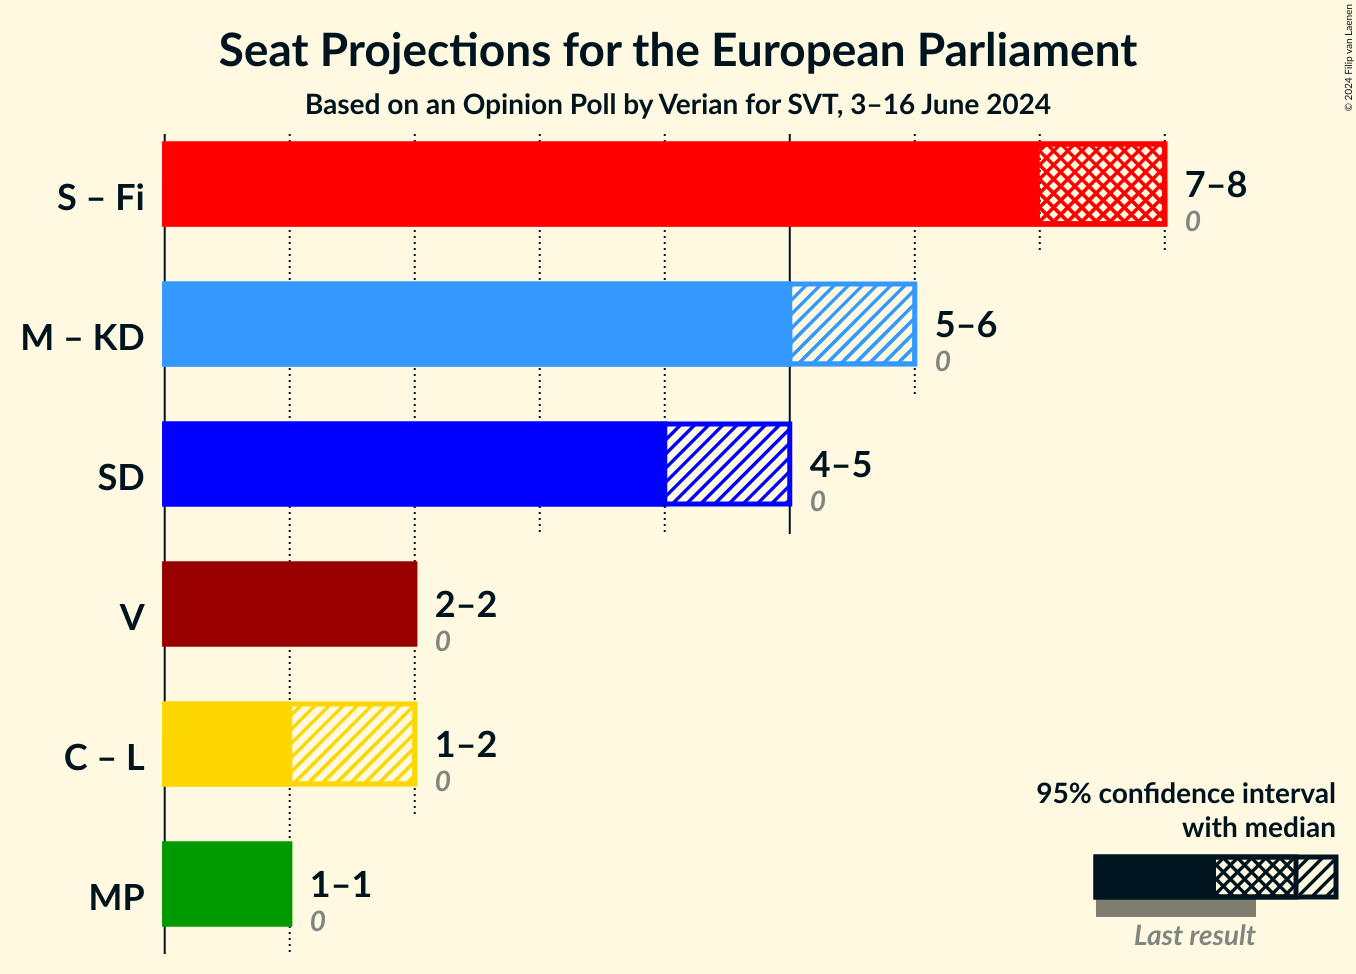 Seat Projections for the European Parliament
Based on an Opinion Poll by Verian for SVT, 3–16 June 2024
© 2024 Filip van Laenen
S – Fi
7–8
0
M – KD
5–6
0
SD
4–5
0
V
2–2
0
C – L
1–2
0
MP
1–1
0
95% confidence interval
with median
Last result